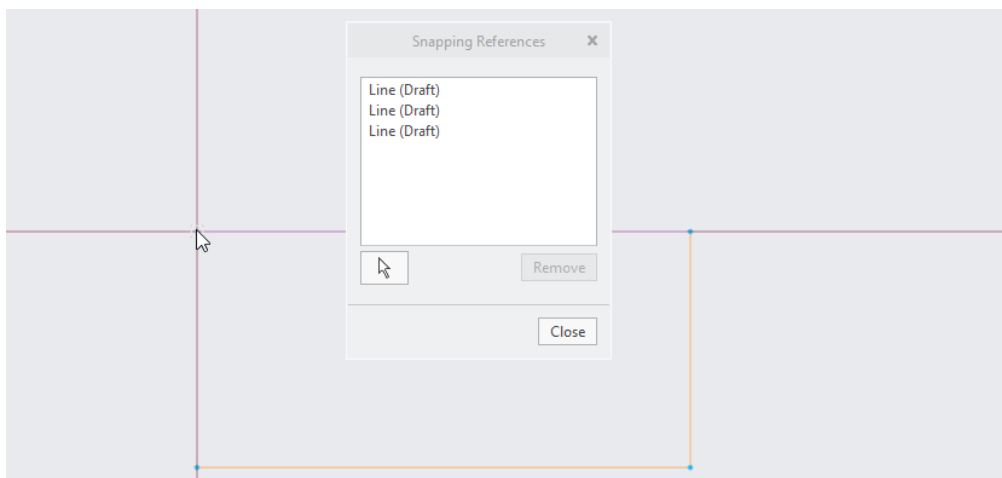 Snapping References
Line (Draft)
Line (Draft)
Line (Draft)
Remove
Close